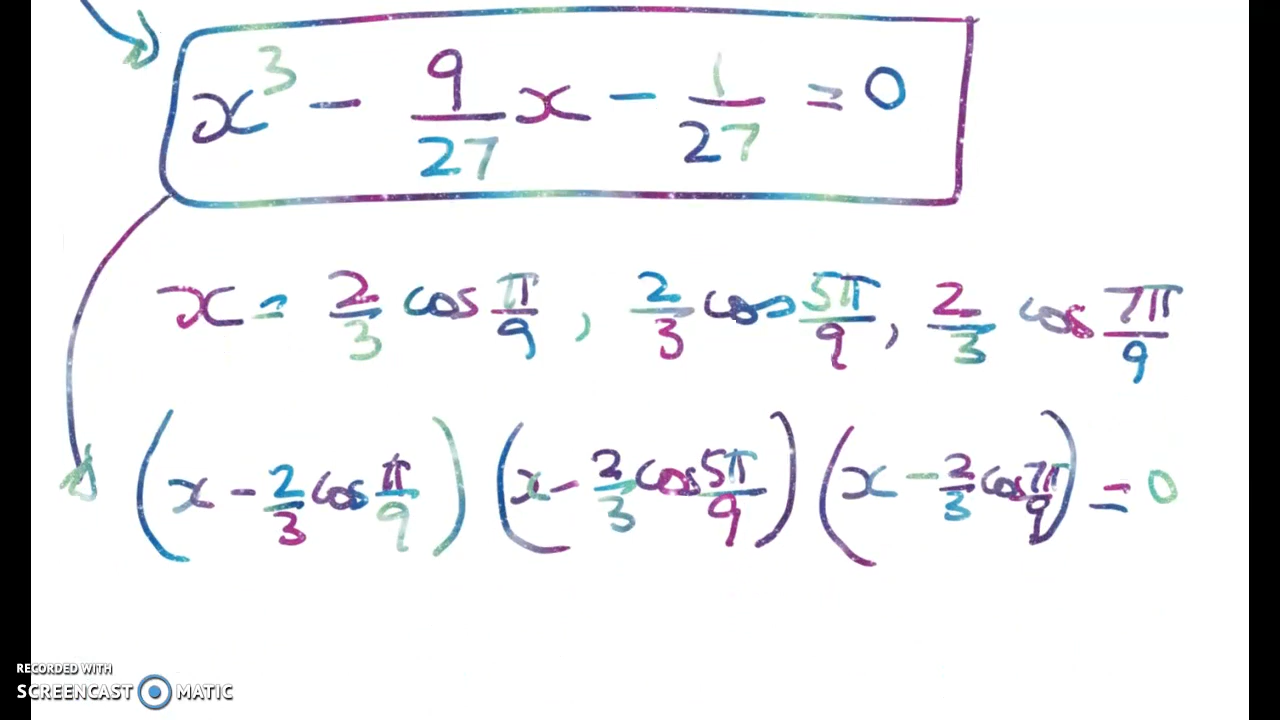 x³ - 9/27 x - 1/27 = 0
x = 2/3 cos π/9 , 2/3 cos 5π/9 , 2/3 cos 7π/9
(x - 2/3 cos π/9) (x - 2/3 cos 5π/9) (x - 2/3 cos 7π/9) = 0
RECORDED WITH
SCREENCAST MATIC